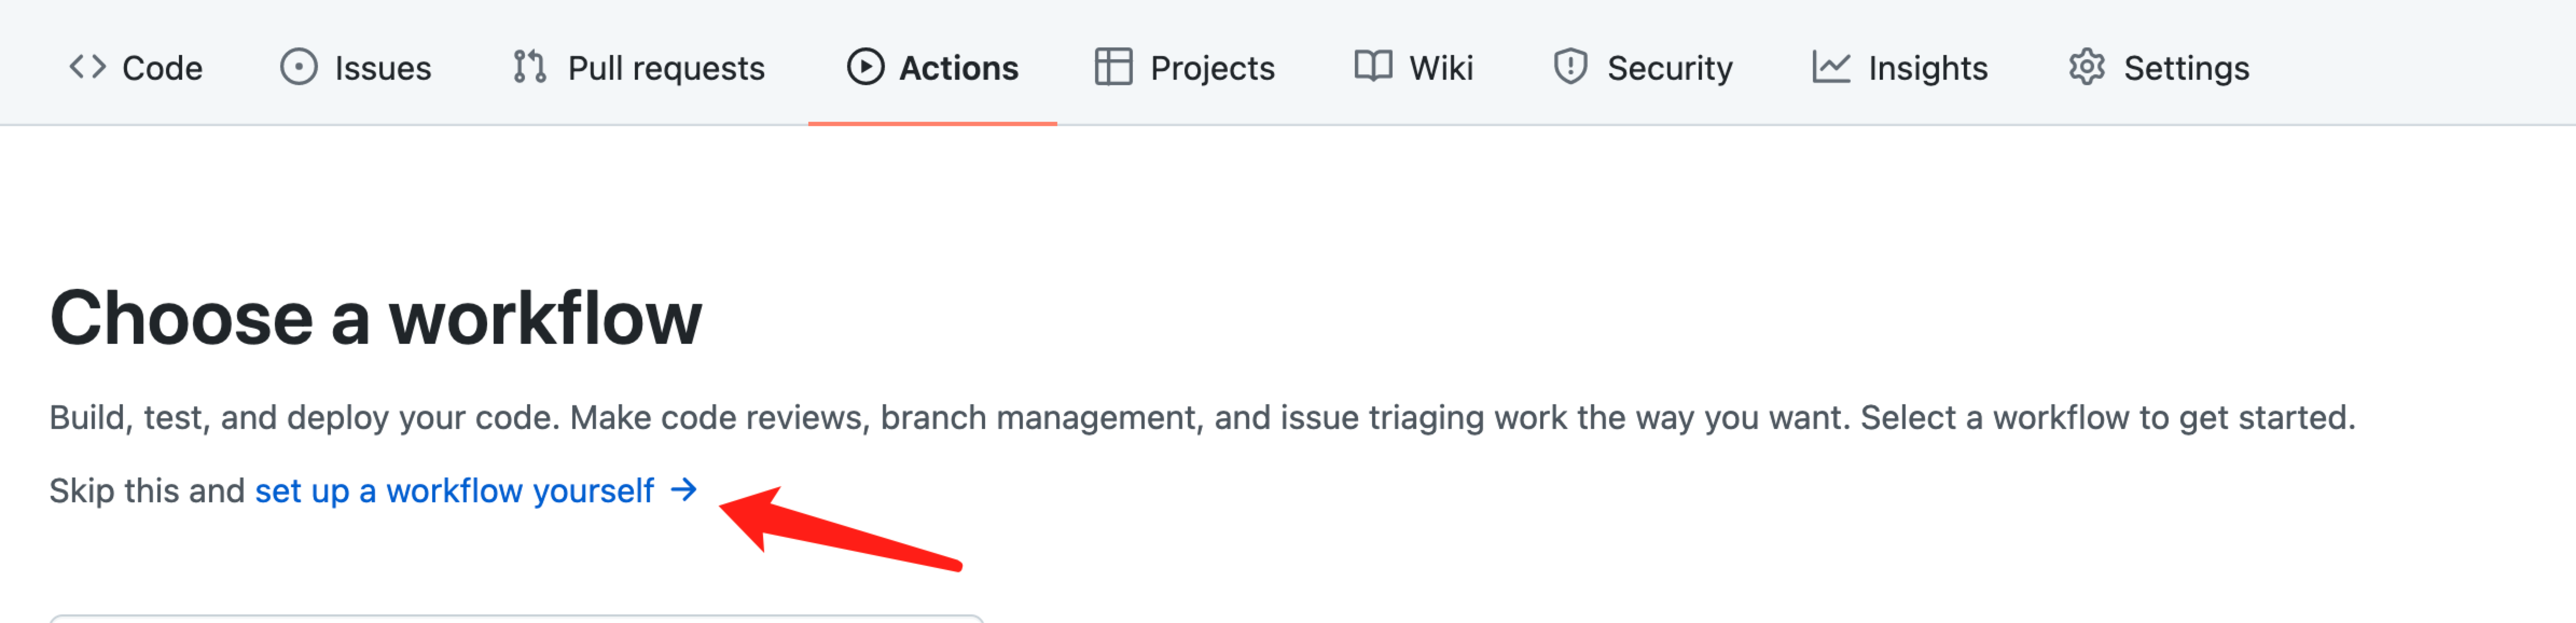 Code Issues Pull requests Actions Projects Wiki Security Insights Settings
Choose a workflow
Build, test, and deploy your code. Make code reviews, branch management, and issue triaging work the way you want. Select a workflow to get started.
Skip this and set up a workflow yourself →